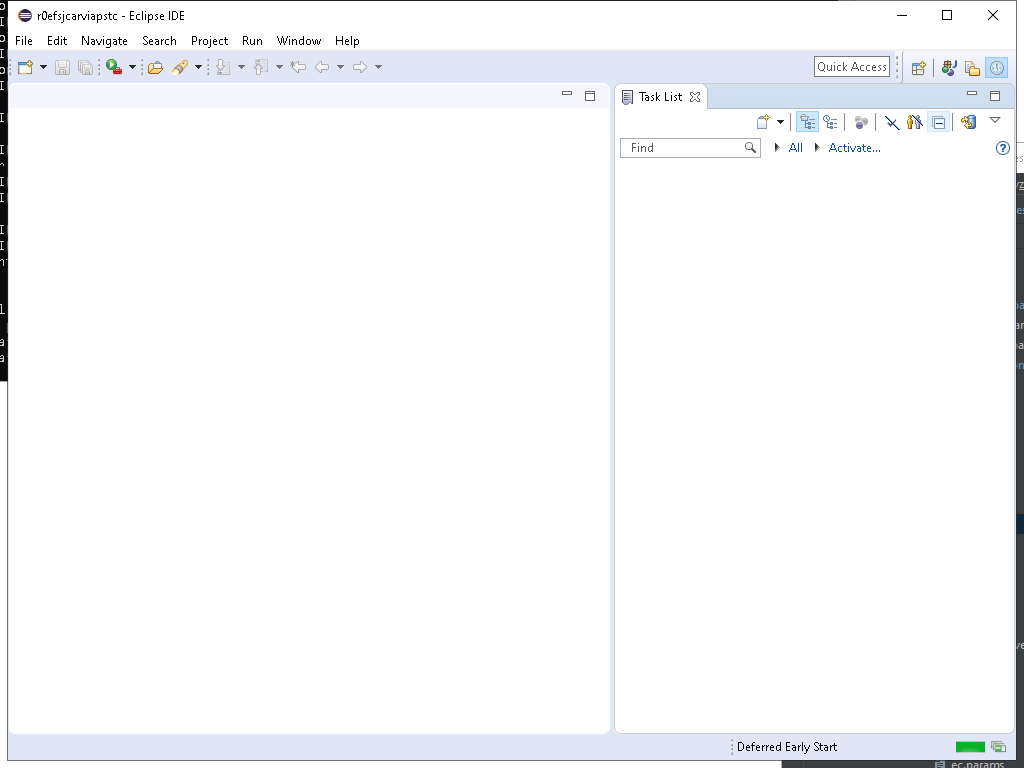 r0efsjcarviapstc - Eclipse IDE
File Edit Navigate Search Project Run Window Help
Quick Access
Task List
Find All Activate...
Deferred Early Start
ec.params